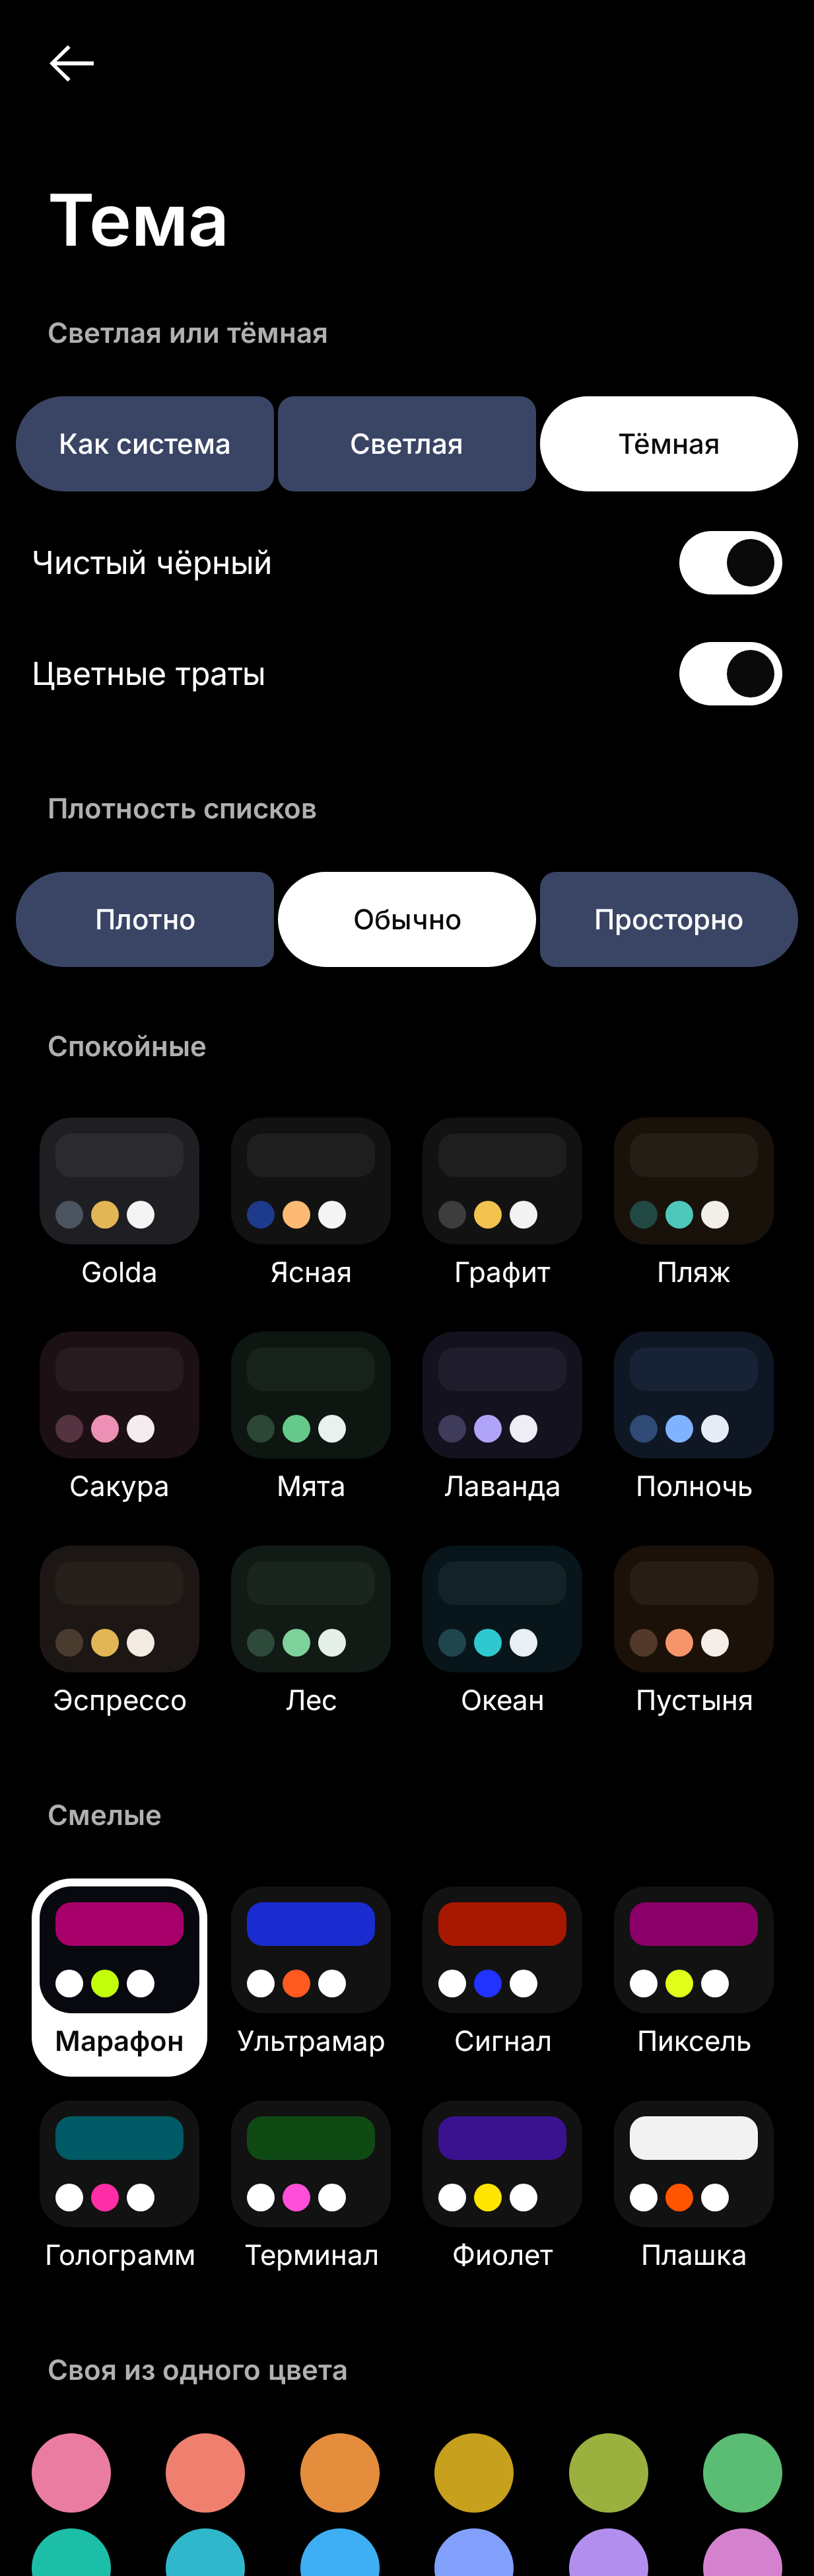 Тема
Светлая или тёмная
Как система Светлая Тёмная
Чистый чёрный
Цветные траты
Плотность списков
Плотно Обычно Просторно
Спокойные
Golda Ясная Графит Пляж
Сакура Мята Лаванда Полночь
Эспрессо Лес Океан Пустыня
Смелые
Марафон Ультрамар Сигнал Пиксель
Голограмм Терминал Фиолет Плашка
Своя из одного цвета